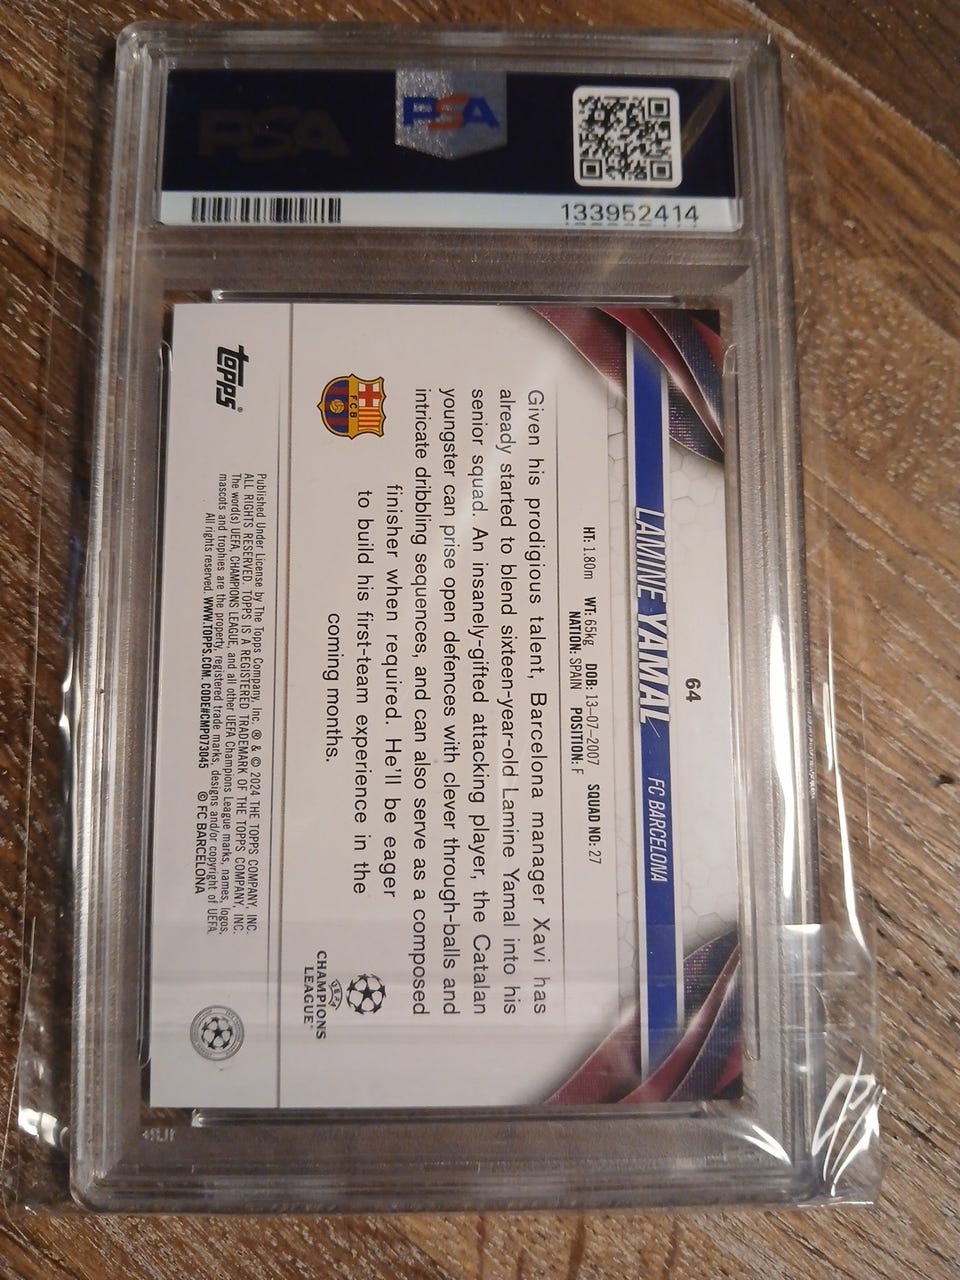 PSA
PSA
133952414
64
LAMINE YAMAL FC BARCELONA
HT: 1.80m WT: 65kg DOB: 13-07-2007 SQUAD NO: 27
NATION: SPAIN POSITION: F
Given his prodigious talent, Barcelona manager Xavi has
already started to blend sixteen-year-old Lamine Yamal into his
senior squad. An insanely-gifted attacking player, the Catalan
youngster can prise open defences with clever through-balls and
intricate dribbling sequences, and can also serve as a composed
finisher when required. He'll be eager
to build his first-team experience in the
coming months.
FCB
UEFA
CHAMPIONS
LEAGUE®
topps®
Published Under License by The Topps Company, Inc. ® & © 2024 THE TOPPS COMPANY, INC.
ALL RIGHTS RESERVED. TOPPS IS A REGISTERED TRADEMARK OF THE TOPPS COMPANY, INC.
The word(s) UEFA, CHAMPIONS LEAGUE, and all other UEFA Champions League marks, names, logos,
mascots and trophies are the property, registered trade marks, designs and/or copyright of UEFA.
All rights reserved. WWW.TOPPS.COM. CODE#CMP073045 © FC BARCELONA